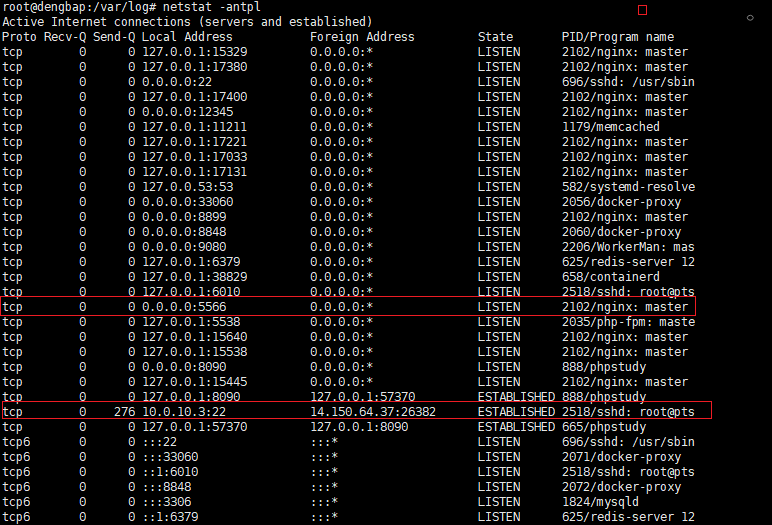 root@dengbap:/var/log# netstat -antpl
Active Internet connections (servers and established)
Proto Recv-Q Send-Q Local Address           Foreign Address         State       PID/Program name
tcp        0      0 127.0.0.1:15329         0.0.0.0:*               LISTEN      2102/nginx: master
tcp        0      0 127.0.0.1:17380         0.0.0.0:*               LISTEN      2102/nginx: master
tcp        0      0 0.0.0.0:22              0.0.0.0:*               LISTEN      696/sshd: /usr/sbin
tcp        0      0 127.0.0.1:17400         0.0.0.0:*               LISTEN      2102/nginx: master
tcp        0      0 0.0.0.0:12345           0.0.0.0:*               LISTEN      2102/nginx: master
tcp        0      0 127.0.0.1:11211         0.0.0.0:*               LISTEN      1179/memcached
tcp        0      0 127.0.0.1:17221         0.0.0.0:*               LISTEN      2102/nginx: master
tcp        0      0 127.0.0.1:17033         0.0.0.0:*               LISTEN      2102/nginx: master
tcp        0      0 127.0.0.1:17131         0.0.0.0:*               LISTEN      2102/nginx: master
tcp        0      0 127.0.0.53:53           0.0.0.0:*               LISTEN      582/systemd-resolve
tcp        0      0 0.0.0.0:33060           0.0.0.0:*               LISTEN      2056/docker-proxy
tcp        0      0 0.0.0.0:8899            0.0.0.0:*               LISTEN      2102/nginx: master
tcp        0      0 0.0.0.0:8848            0.0.0.0:*               LISTEN      2060/docker-proxy
tcp        0      0 0.0.0.0:9080            0.0.0.0:*               LISTEN      2206/WorkerMan: mas
tcp        0      0 127.0.0.1:6379          0.0.0.0:*               LISTEN      625/redis-server 12
tcp        0      0 127.0.0.1:38829         0.0.0.0:*               LISTEN      658/containerd
tcp        0      0 127.0.0.1:6010          0.0.0.0:*               LISTEN      2518/sshd: root@pts
tcp        0      0 0.0.0.0:5566            0.0.0.0:*               LISTEN      2102/nginx: master
tcp        0      0 127.0.0.1:5538          0.0.0.0:*               LISTEN      2035/php-fpm: maste
tcp        0      0 127.0.0.1:15640         0.0.0.0:*               LISTEN      2102/nginx: master
tcp        0      0 127.0.0.1:15538         0.0.0.0:*               LISTEN      2102/nginx: master
tcp        0      0 0.0.0.0:8090            0.0.0.0:*               LISTEN      888/phpstudy
tcp        0      0 127.0.0.1:15445         0.0.0.0:*               LISTEN      2102/nginx: master
tcp        0      0 127.0.0.1:8090          127.0.0.1:57370         ESTABLISHED 888/phpstudy
tcp        0    276 10.0.10.3:22            14.150.64.37:26382      ESTABLISHED 2518/sshd: root@pts
tcp        0      0 127.0.0.1:57370         127.0.0.1:8090          ESTABLISHED 665/phpstudy
tcp6       0      0 :::22                   :::*                    LISTEN      696/sshd: /usr/sbin
tcp6       0      0 :::33060                :::*                    LISTEN      2071/docker-proxy
tcp6       0      0 ::1:6010                :::*                    LISTEN      2518/sshd: root@pts
tcp6       0      0 :::8848                 :::*                    LISTEN      2072/docker-proxy
tcp6       0      0 :::3306                 :::*                    LISTEN      1824/mysqld
tcp6       0      0 ::1:6379                :::*                    LISTEN      625/redis-server 12